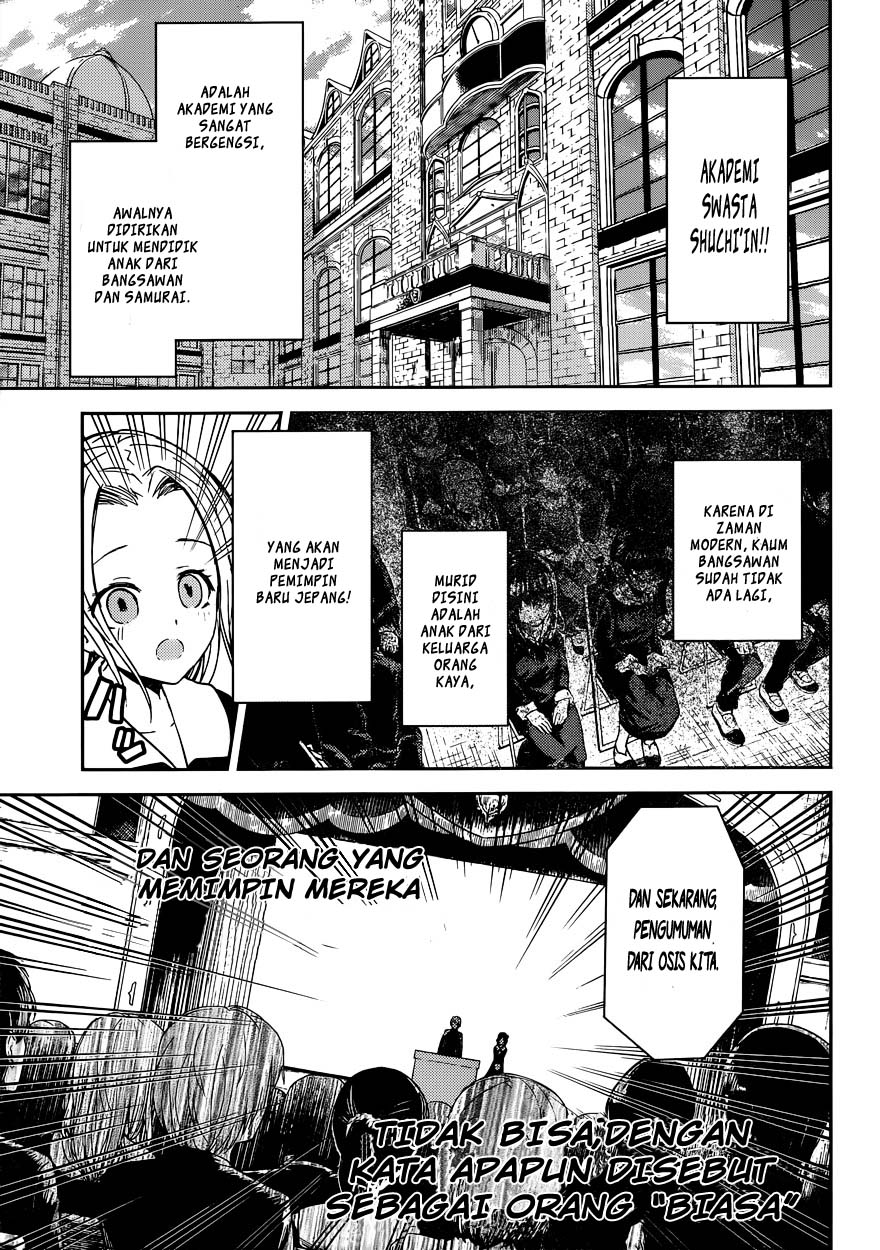 AKADEMI
SWASTA
SHUCHI'IN!!
ADALAH
AKADEMI YANG
SANGAT
BERGENGSI,
AWALNYA
DIDIRIKAN
UNTUK MENDIDIK
ANAK DARI
BANGSAWAN
DAN SAMURAI.
KARENA DI
ZAMAN
MODERN, KAUM
BANGSAWAN
SUDAH TIDAK
ADA LAGI,
MURID
DISINI
ADALAH
ANAK DARI
KELUARGA
ORANG
KAYA,
YANG AKAN
MENJADI
PEMIMPIN
BARU JEPANG!
ハッ
DAN SEKARANG,
PENGUMUMAN
DARI OSIS KITA.
DAN SEORANG YANG
MEMIMPIN MEREKA
TIDAK BISA,DENGAN
KATA APAPUN DISEBUT
SEBAGAI ORANG "BIASA"